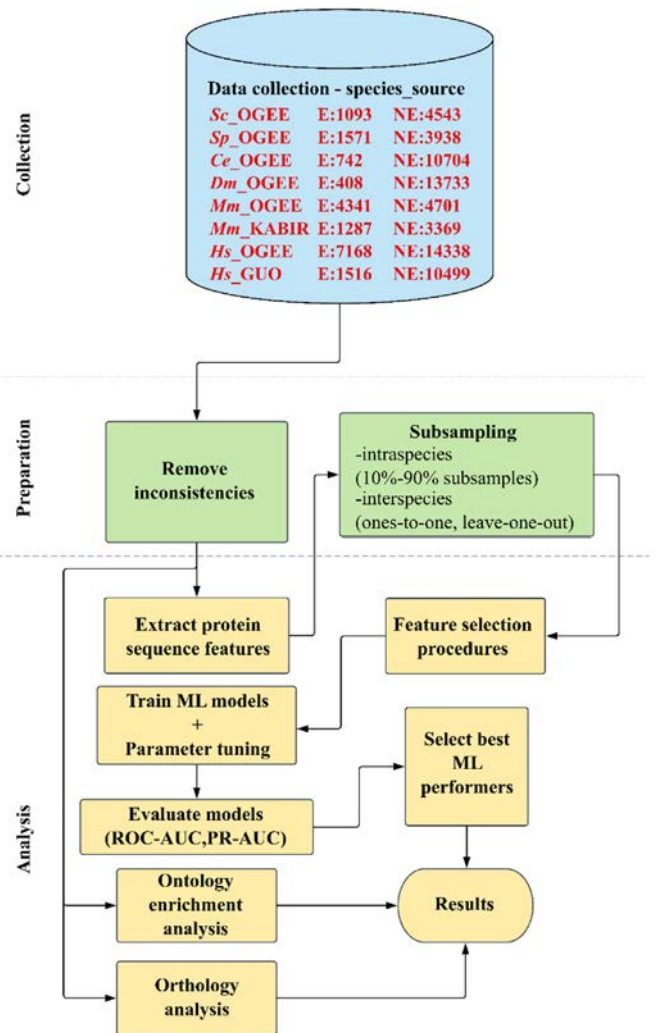 Collection
Data collection - species_source
Sc_OGEE E:1093 NE:4543
Sp_OGEE E:1571 NE:3938
Ce_OGEE E:742 NE:10704
Dm_OGEE E:408 NE:13733
Mm_OGEE E:4341 NE:4701
Mm_KABIR E:1287 NE:3369
Hs_OGEE E:7168 NE:14338
Hs_GUO E:1516 NE:10499
Preparation
Remove
inconsistencies
Subsampling
-intraspecies
(10%-90% subsamples)
-interspecies
(ones-to-one, leave-one-out)
Analysis
Extract protein
sequence features
Feature selection
procedures
Train ML models
+
Parameter tuning
Select best
ML
performers
Evaluate models
(ROC-AUC,PR-AUC)
Ontology
enrichment
analysis
Results
Orthology
analysis